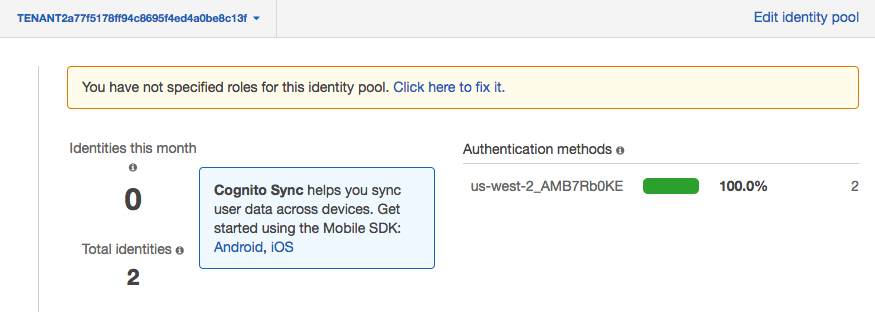 TENANT2a77f5178ff94c8695f4ed4a0be8c13f
Edit identity pool
You have not specified roles for this identity pool. Click here to fix it.
Identities this month
0
Total identities
2
Cognito Sync helps you sync
user data across devices. Get
started using the Mobile SDK:
Android, iOS
Authentication methods
us-west-2_AMB7Rb0KE 100.0% 2